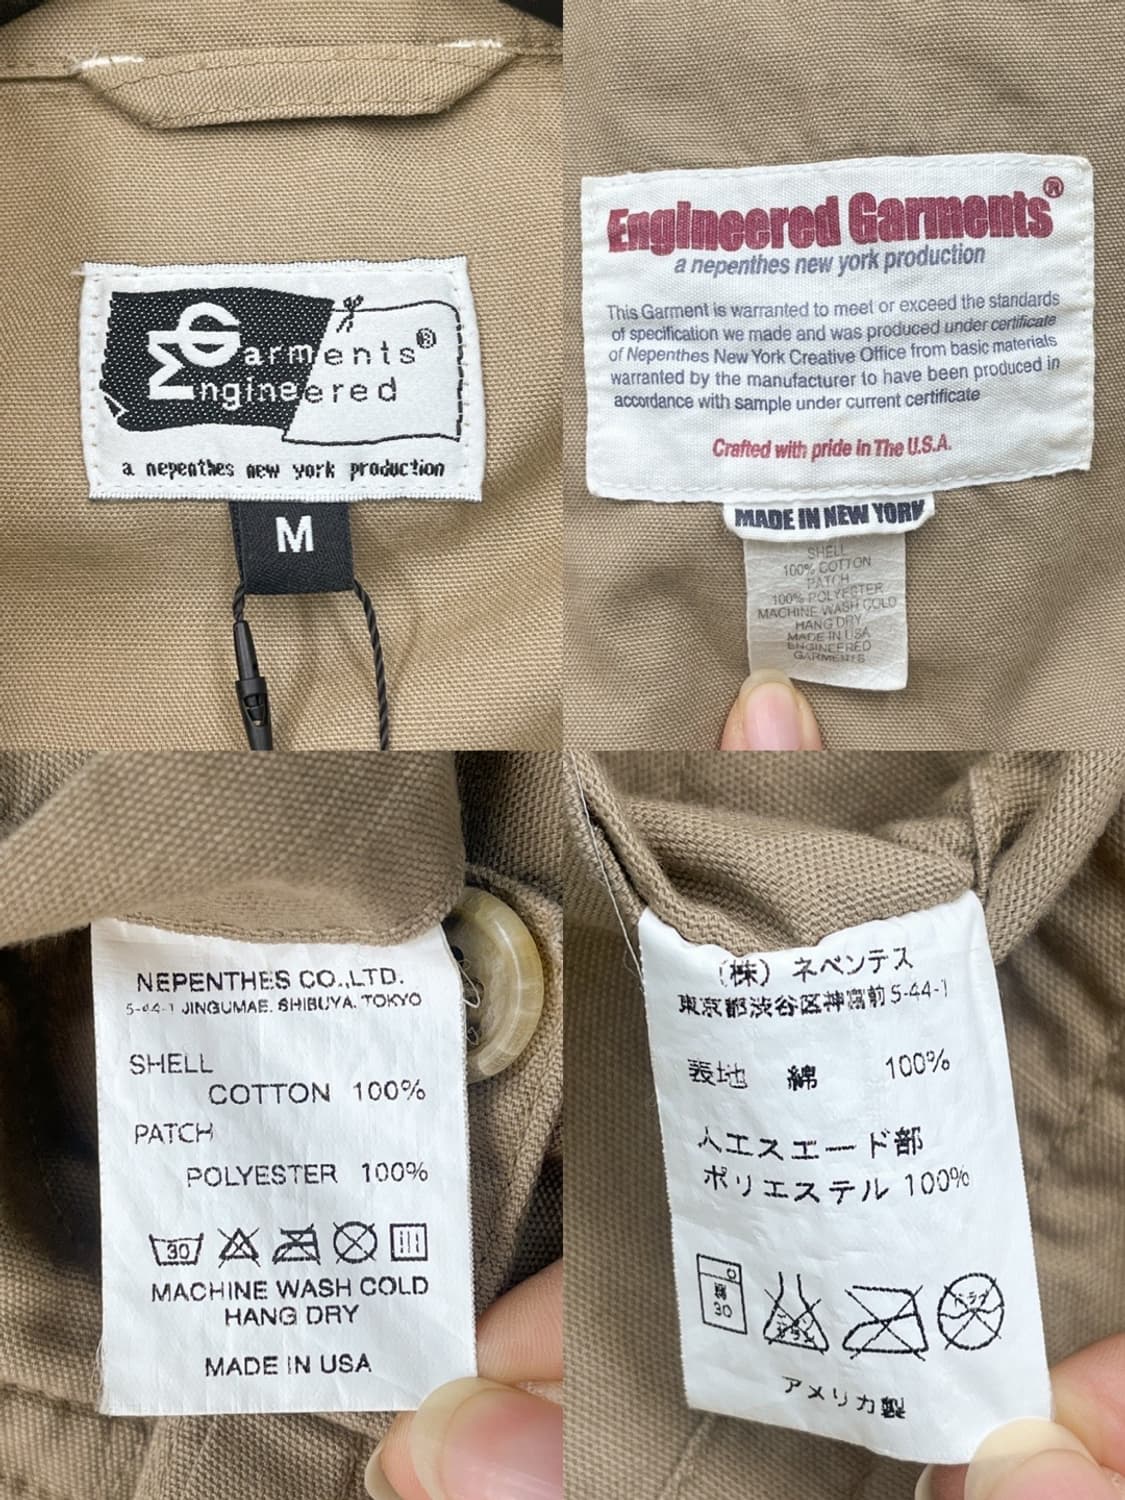 Garments®
Engineered
a nepenthes new york production
M
Engineered Garments®
a nepenthes new york production
This Garment is warranted to meet or exceed the standards
of specification we made and was produced under certificate
of Nepenthes New York Creative Office from basic materials
warranted by the manufacturer to have been produced in
accordance with sample under current certificate
Crafted with pride in The U.S.A.
MADE IN NEW YORK
SHELL
100% COTTON
PATCH
100% POLYESTER
MACHINE WASH COLD
HANG DRY
MADE IN USA
ENGINEERED
GARMENTS
NEPENTHES CO.,LTD.
5-44-1 JINGUMAE. SHIBUYA. TOKYO
SHELL
COTTON 100%
PATCH
POLYESTER 100%
30
MACHINE WASH COLD
HANG DRY
MADE IN USA
(株) ネペンテス
東京都渋谷区神宮前5-44-1
表地 綿 100%
人工スエード部
ポリエステル 100%
30
ドライ
アメリカ製